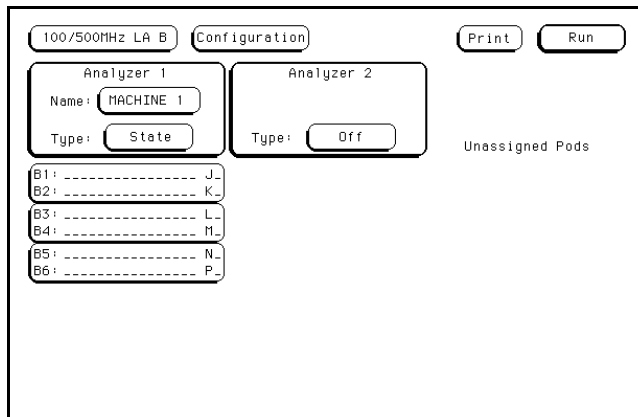 100/500MHz LA B Configuration Print Run
Analyzer 1 Analyzer 2
Name: MACHINE 1
Type: State Type: Off
Unassigned Pods
B1: ________________ J_
B2: ________________ K_
B3: ________________ L_
B4: ________________ M_
B5: ________________ N_
B6: ________________ P_